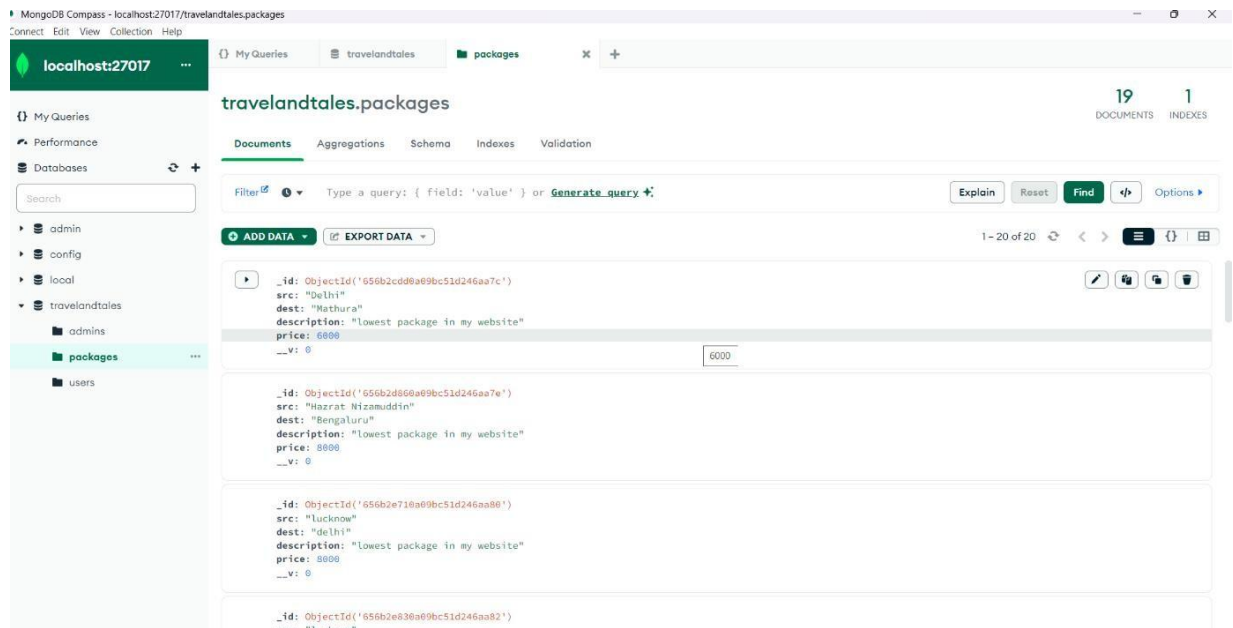 MongoDB Compass - localhost:27017/travelandtales.packages
Connect Edit View Collection Help
localhost:27017 ...
{} My Queries
Performance
Databases
Search
admin
config
local
travelandtales
admins
packages ...
users
{} My Queries travelandtales packages
travelandtales.packages
19 1
DOCUMENTS INDEXES
Documents Aggregations Schema Indexes Validation
Filter Type a query: { field: 'value' } or Generate query
Explain Reset Find </> Options
ADD DATA EXPORT DATA
1 – 20 of 20 {}
_id: ObjectId('656b2cdd0a09bc51d246aa7c')
src: "Delhi"
dest: "Mathura"
description: "lowest package in my website"
price: 6000
__v: 0
6000
_id: ObjectId('656b2d860a09bc51d246aa7e')
src: "Hazrat Nizamuddin"
dest: "Bengaluru"
description: "lowest package in my website"
price: 8000
__v: 0
_id: ObjectId('656b2e710a09bc51d246aa80')
src: "lucknow"
dest: "delhi"
description: "lowest package in my website"
price: 8000
__v: 0
_id: ObjectId('656b2e830a09bc51d246aa82')